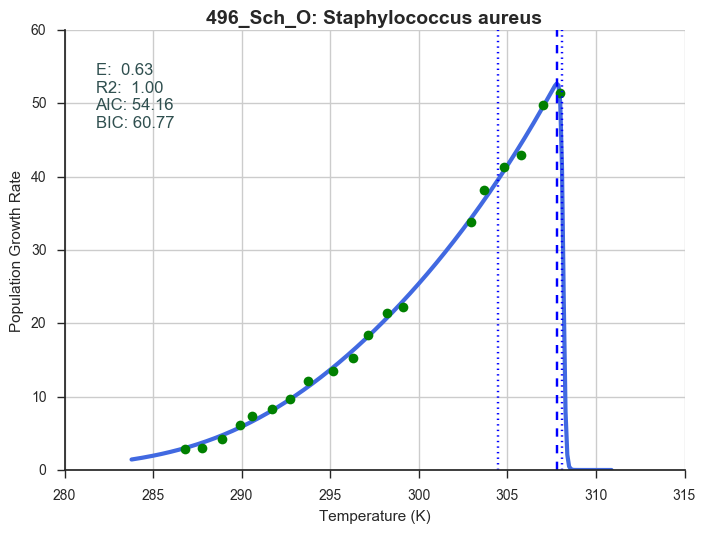 496_Sch_O: Staphylococcus aureus
60
50
40
30
20
10
0
E:  0.63
R2:  1.00
AIC: 54.16
BIC: 60.77
Population Growth Rate
280 285 290 295 300 305 310 315
Temperature (K)